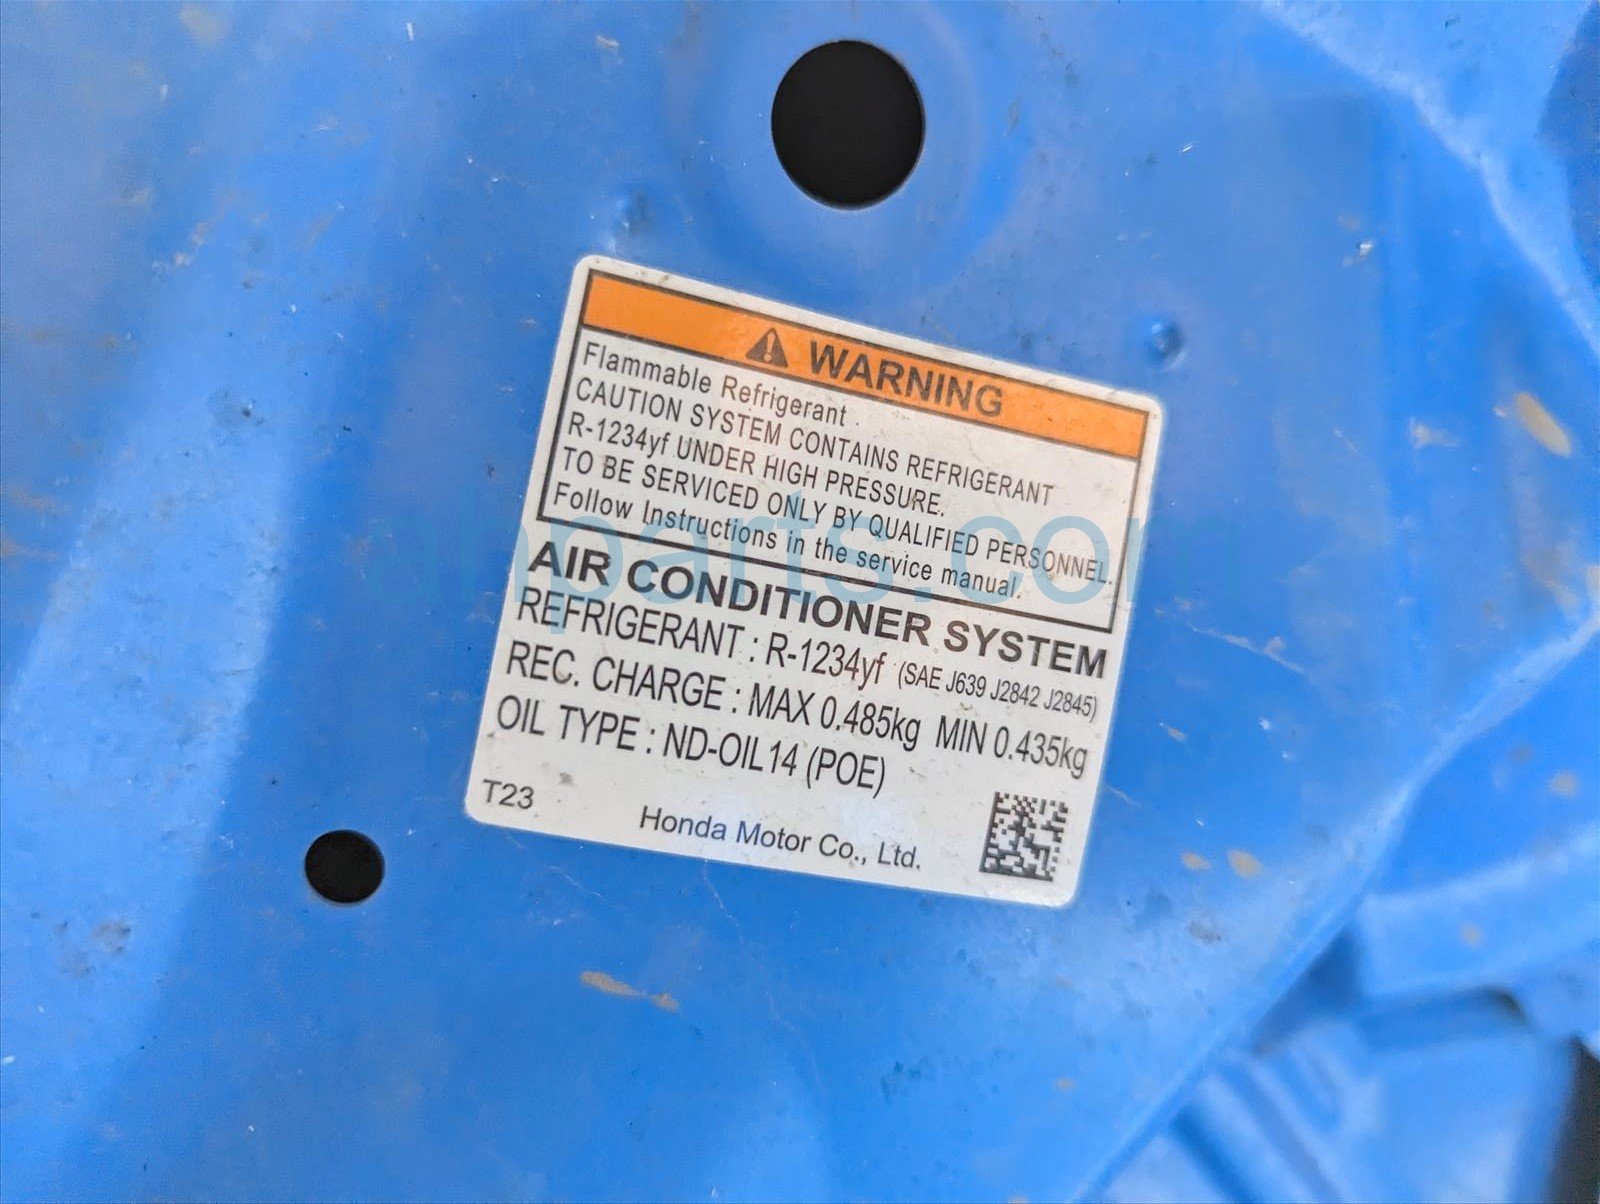 WARNING
Flammable Refrigerant
CAUTION SYSTEM CONTAINS REFRIGERANT
R-1234yf UNDER HIGH PRESSURE.
TO BE SERVICED ONLY BY QUALIFIED PERSONNEL.
Follow Instructions in the service manual.
AIR CONDITIONER SYSTEM
REFRIGERANT : R-1234yf (SAE J639 J2842 J2845)
REC. CHARGE : MAX 0.485kg MIN 0.435kg
OIL TYPE : ND-OIL14 (POE)
T23
Honda Motor Co., Ltd.